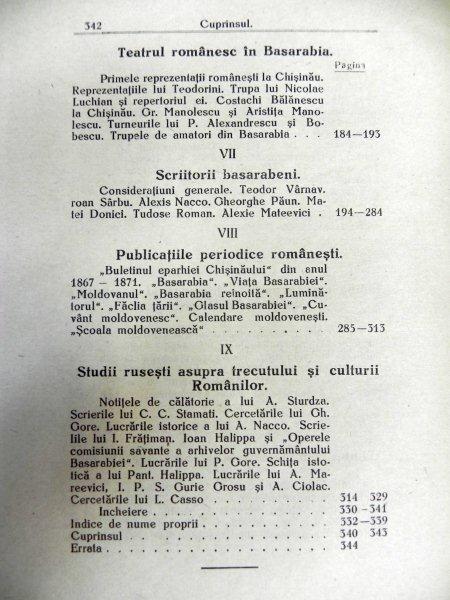 342 Cuprinsul.
Teatrul românesc în Basarabia.
Pagina
Primele reprezentații românești la Chișinău.
Reprezentațiile lui Teodorini. Trupa lui Nicolae
Luchian și repertoriul ei. Costachi Bălănescu
la Chișinău. Gr. Manolescu și Aristița Mano-
lescu. Turneurile lui P. Alexandrescu și Bo-
bescu. Trupele de amatori din Basarabia . . . 184—193
VII
Scriitorii basarabeni.
Considerațiuni generale. Teodor Vârnav.
roan Sârbu. Alexis Nacco. Gheorghe Păun. Ma-
tei Donici. Tudose Roman. Alexie Mateevici . 194—284
VIII
Publicațiile periodice românești.
„Buletinul eparhiei Chișinăului“ din anul
1867 – 1871. „Basarabia“. „Viața Basarabiei“.
„Moldovanul“. „Basarabia reinoită“. „Lumină-
torul“. „Făclia țării“. „Glasul Basarabiei“. „Cu-
vânt moldovenesc“. Calendare moldovenești.
„Școala moldovenească“ . . . . . . . . . . 285—313
IX
Studii rusești asupra trecutului și culturii
Românilor.
Notițele de călătorie a lui A. Sturdza.
Scrierile lui C. C. Stamati. Cercetările lui Gh.
Gore. Lucrările istorice a lui A. Nacco. Scrie-
liile lui I. Frățiman. Ioan Halippa și „Operele
comisiunii savante a arhivelor guvernământului
Basarabiei“. Lucrările lui P. Gore. Schița isto-
tică a lui Pant. Halippa. Lucrările lui A. Ma-
reevici, I. P. S. Gurie Grosu și A. Ciolac.
Cercetările lui L. Casso . . . . . . . . . . 314 329
Incheiere . . . . . . . . . . . . . 330 –341
Indice de nume proprii . . . . . . . . . . . 332—339
Cuprinsul . . . . . . . . . . . . . . . 340 343
Errata . . . . . . . . . . . . . . . . 344